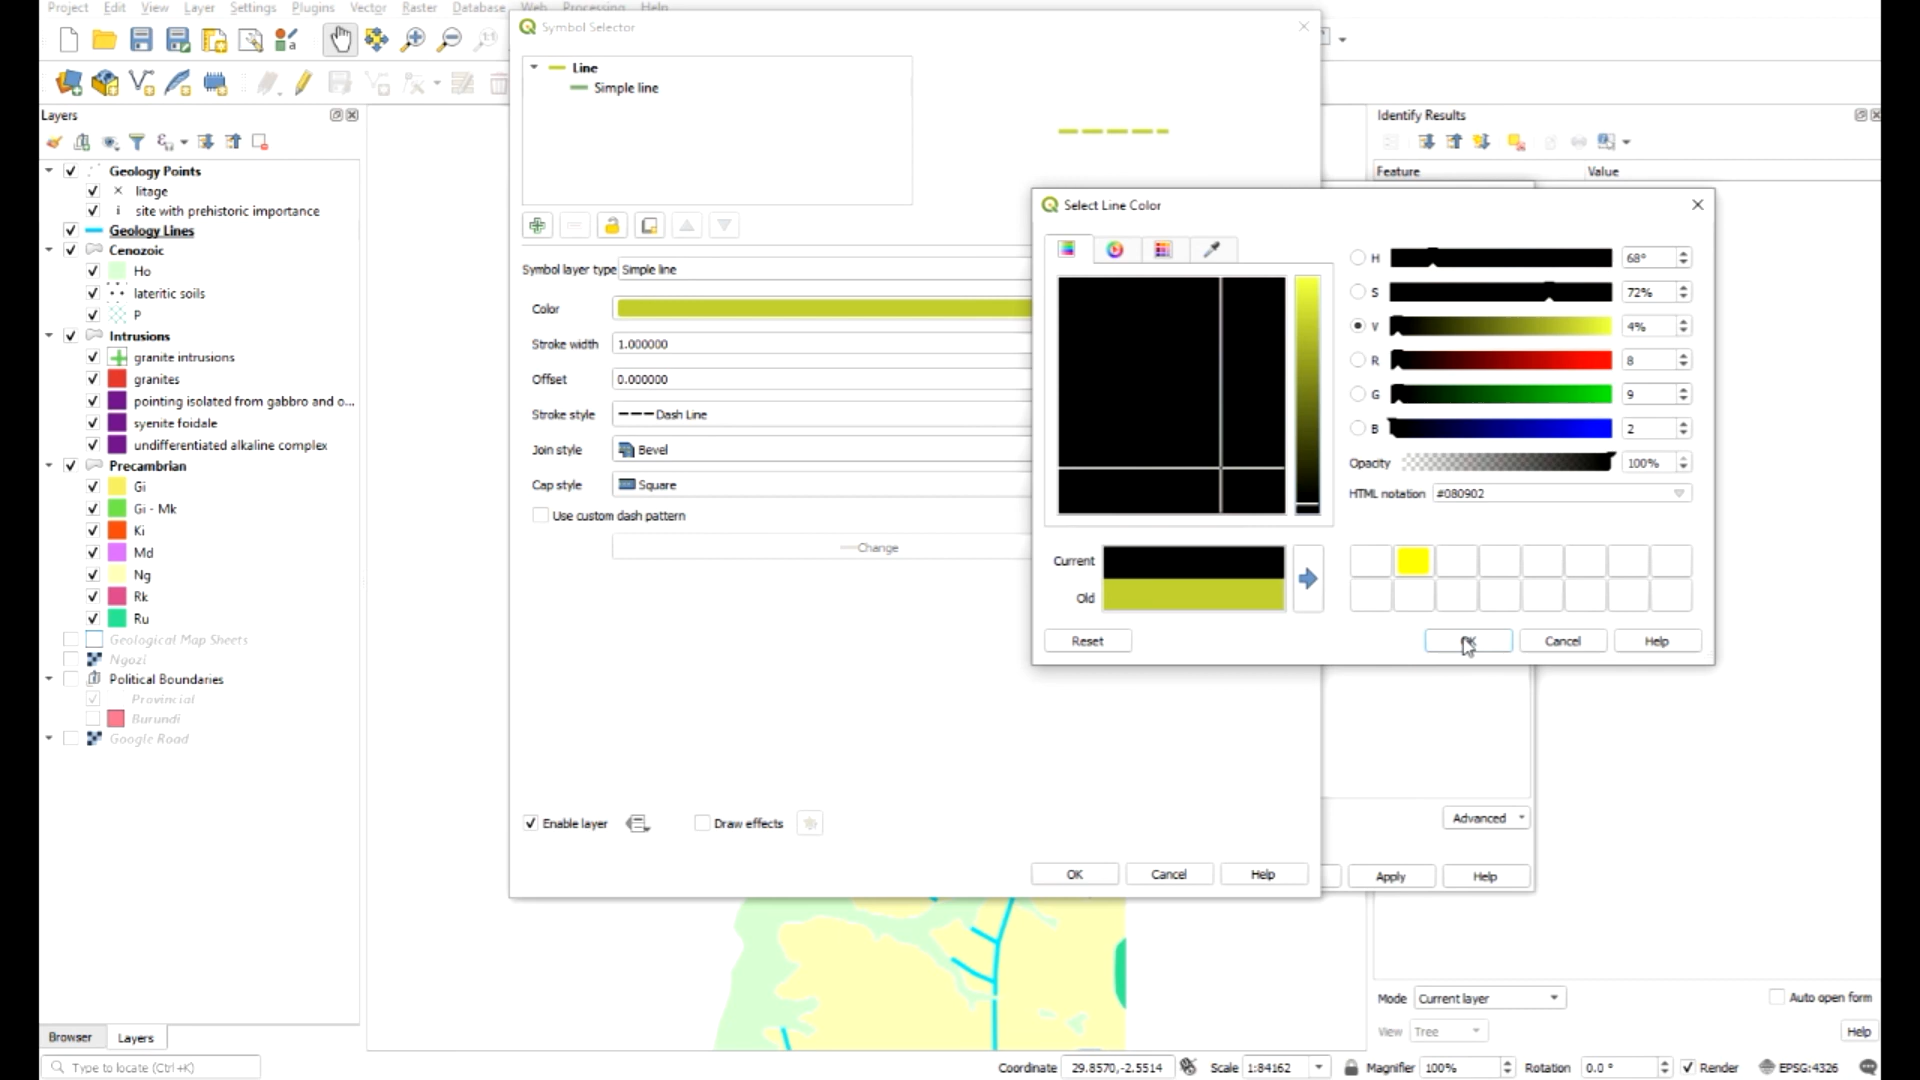 Project Edit View Layer Settings Plugins Vector Raster Database Web Processing Help
Symbol Selector
Line
Simple line
Layers
Identify Results
Feature Value
Geology Points
litage
site with prehistoric importance
Geology Lines
Cenozoic
Ho
lateritic soils
P
Intrusions
granite intrusions
granites
pointing isolated from gabbro and o...
syenite foidale
undifferentiated alkaline complex
Precambrian
Gi
Gi - Mk
Ki
Md
Ng
Rk
Ru
Geological Map Sheets
Ngozi
Political Boundaries
Provincial
Burundi
Google Road
Symbol layer type Simple line
Color
Stroke width 1.000000
Offset 0.000000
Stroke style Dash Line
Join style Bevel
Cap style Square
Use custom dash pattern
Change
Enable layer Draw effects
OK Cancel Help
Select Line Color
H 68°
S 72%
V 4%
R 8
G 9
B 2
Opacity 100%
HTML notation #080902
Current
Old
Reset OK Cancel Help
Advanced
Apply Help
Mode Current layer Auto open form
View Tree Help
Browser Layers
Type to locate (Ctrl+K) Coordinate 29.8570,-2.5514 Scale 1:84162 Magnifier 100% Rotation 0.0 ° Render EPSG:4326